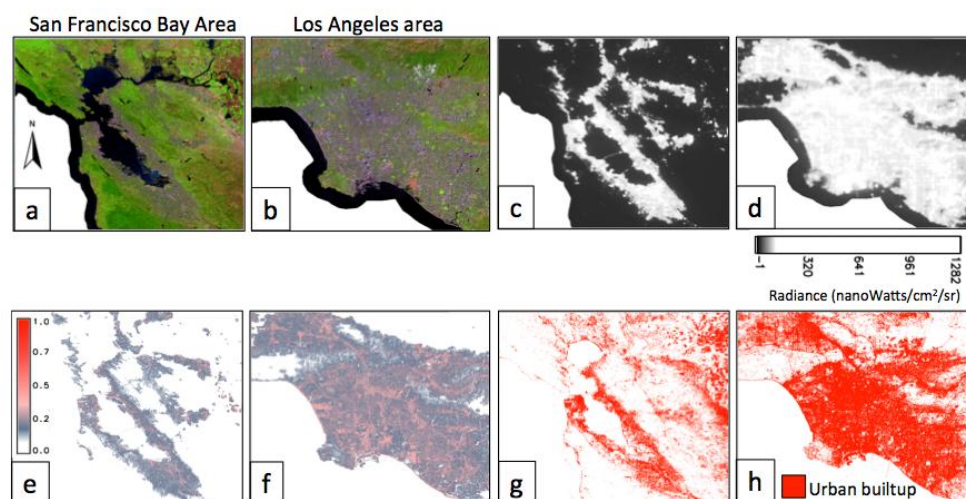 San Francisco Bay Area
Los Angeles area
N
a
b
c
d
-1
320
641
961
1282
Radiance (nanoWatts/cm²/sr)
1.0
0.7
0.5
0.2
0.0
e
f
g
h
Urban builtup